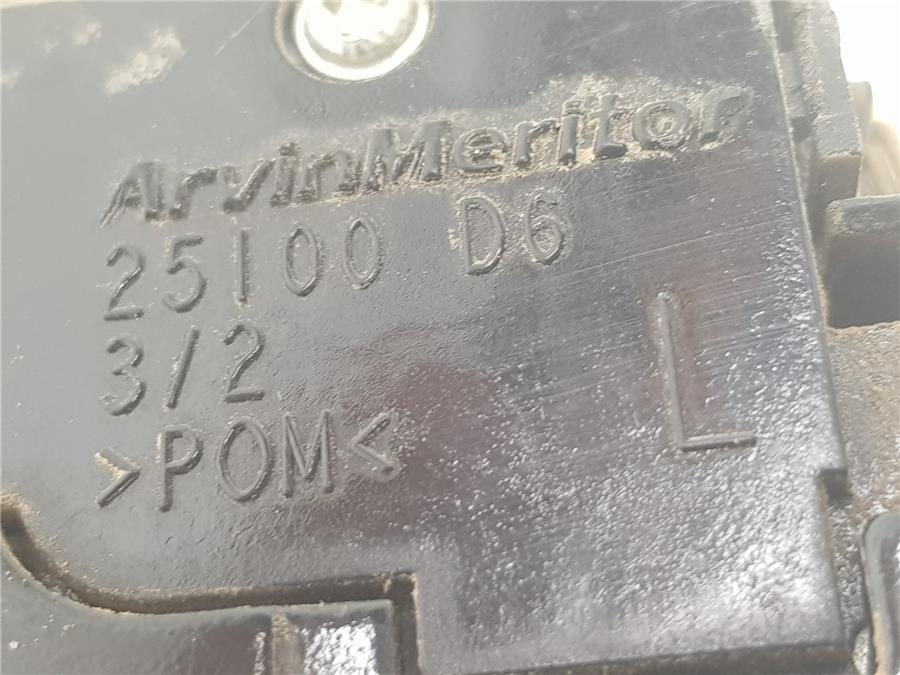 ArvinMeritor
25100 D6
3/2
L
>POM<